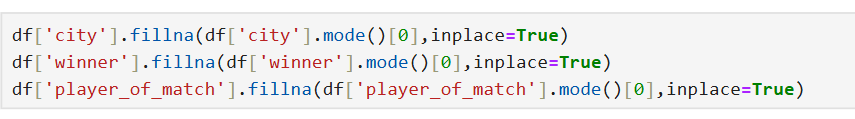 df['city'].fillna(df['city'].mode()[0],inplace=True)
df['winner'].fillna(df['winner'].mode()[0],inplace=True)
df['player_of_match'].fillna(df['player_of_match'].mode()[0],inplace=True)